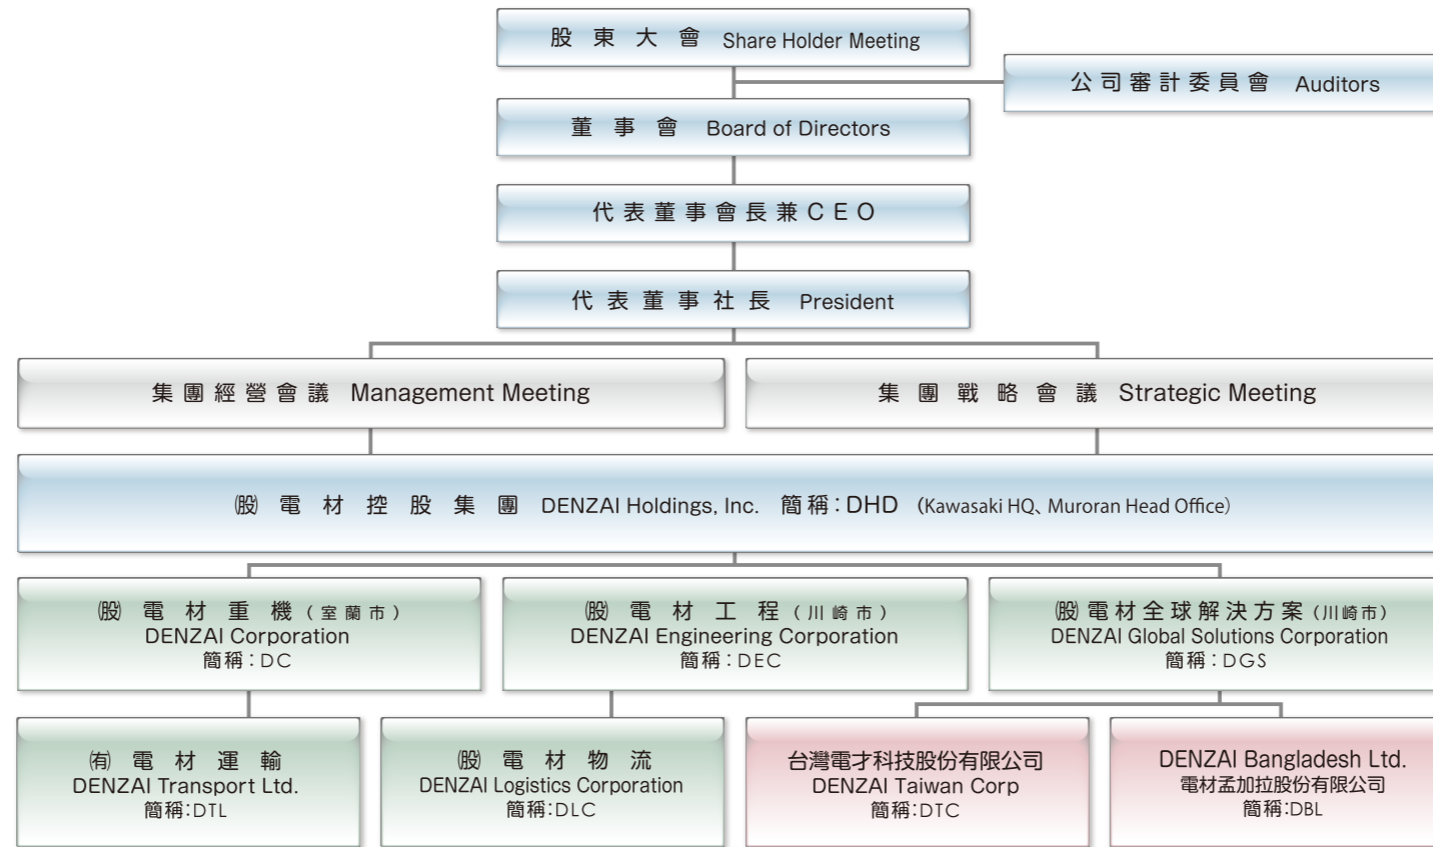 股東大會 Share Holder Meeting
公司審計委員會 Auditors
董事會 Board of Directors
代表董事會長兼CEO
代表董事社長 President
集團經營會議 Management Meeting
集團戰略會議 Strategic Meeting
㈱電材控股集團 DENZAI Holdings, Inc. 簡稱：DHD （Kawasaki HQ、Muroran Head Office）
(股)電材重機（室蘭市）
DENZAI Corporation
簡稱：DC
(股)電材工程（川崎市）
DENZAI Engineering Corporation
簡稱：DEC
(股)電材全球解決方案（川崎市）
DENZAI Global Solutions Corporation
簡稱：DGS
㈲電材運輸
DENZAI Transport Ltd.
簡稱:DTL
(股)電材物流
DENZAI Logistics Corporation
簡稱:DLC
台灣電才科技股份有限公司
DENZAI Taiwan Corp
簡稱:DTC
DENZAI Bangladesh Ltd.
電材孟加拉股份有限公司
簡稱:DBL